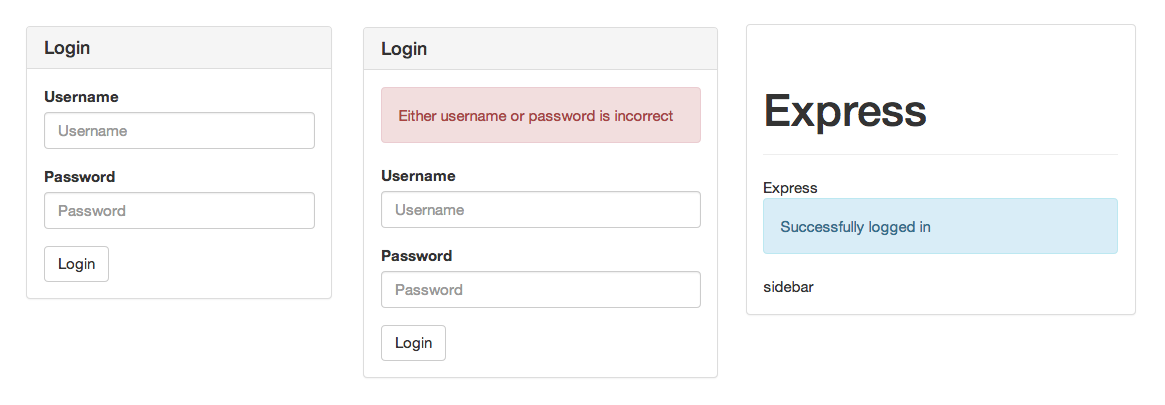 Login
Username
Username
Password
Password
Login
Login
Either username or password is incorrect
Username
Username
Password
Password
Login
Express
Express
Successfully logged in
sidebar